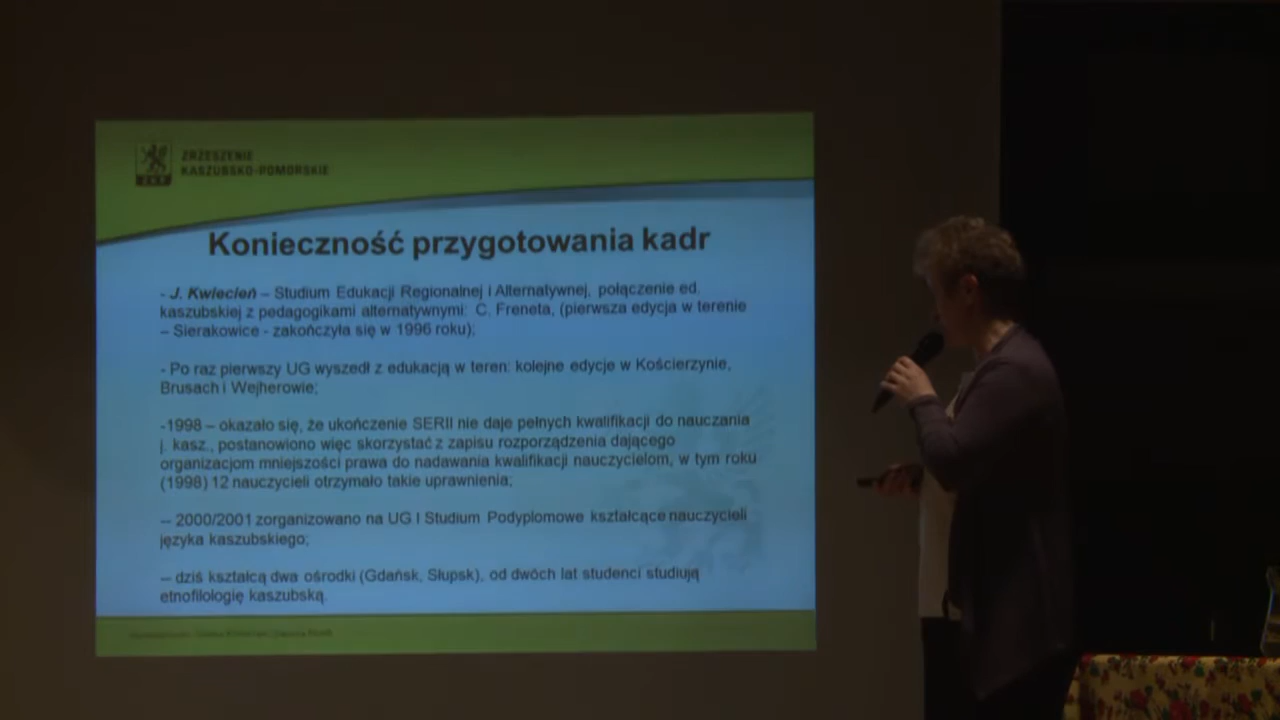 ZRZESZENIE
KASZUBSKO-POMORSKIE
ZKP
Konieczność przygotowania kadr
- J. Kwiecień – Studium Edukacji Regionalnej i Alternatywnej, połączenie ed.
kaszubskiej z pedagogikami alternatywnymi: C. Freneta, (pierwsza edycja w terenie
– Sierakowice - zakończyła się w 1996 roku);
- Po raz pierwszy UG wyszedł z edukacją w teren: kolejne edycje w Kościerzynie,
Brusach i Wejherowie;
-1998 – okazało się, że ukończenie SERII nie daje pełnych kwalifikacji do nauczania
j. kasz., postanowiono więc skorzystać z zapisu rozporządzenia dającego
organizacjom mniejszości prawa do nadawania kwalifikacji nauczycielom, w tym roku
(1998) 12 nauczycieli otrzymało takie uprawnienia;
-- 2000/2001 zorganizowano na UG I Studium Podyplomowe kształcące nauczycieli
języka kaszubskiego;
-- dziś kształcą dwa ośrodki (Gdańsk, Słupsk), od dwóch lat studenci studiują
etnofilologię kaszubską.